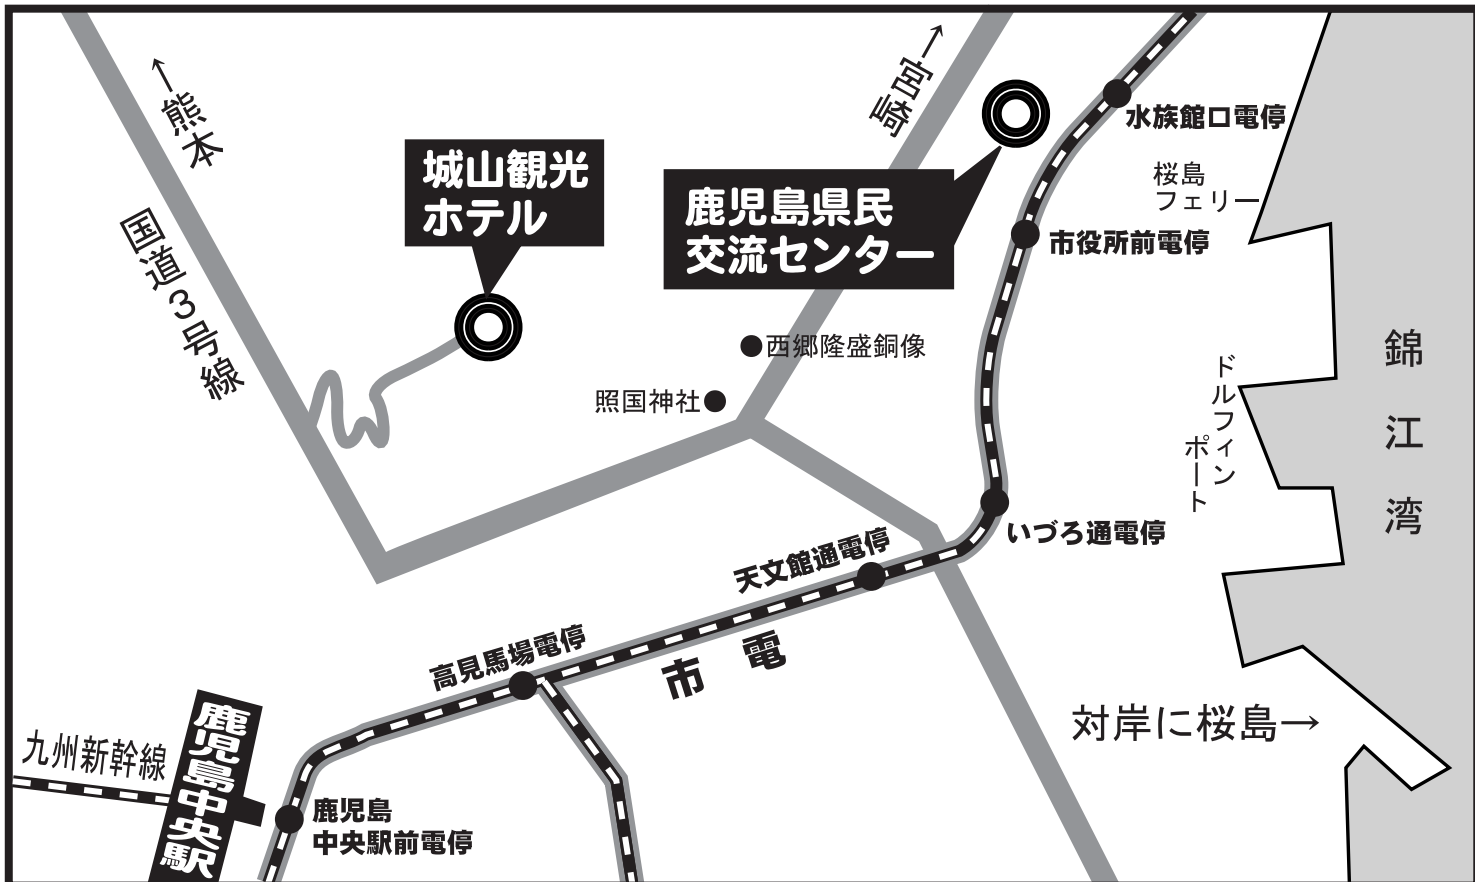 ←熊本
国道3号線
城山観光
ホテル
→宮崎
鹿児島県民
交流センター
水族館口電停
桜島
フェリー
市役所前電停
西郷隆盛銅像
照国神社
ドルフィン
ポート
錦江湾
いづろ通電停
天文館通電停
高見馬場電停
市電
対岸に桜島→
九州新幹線
鹿児島中央駅
鹿児島
中央駅前電停